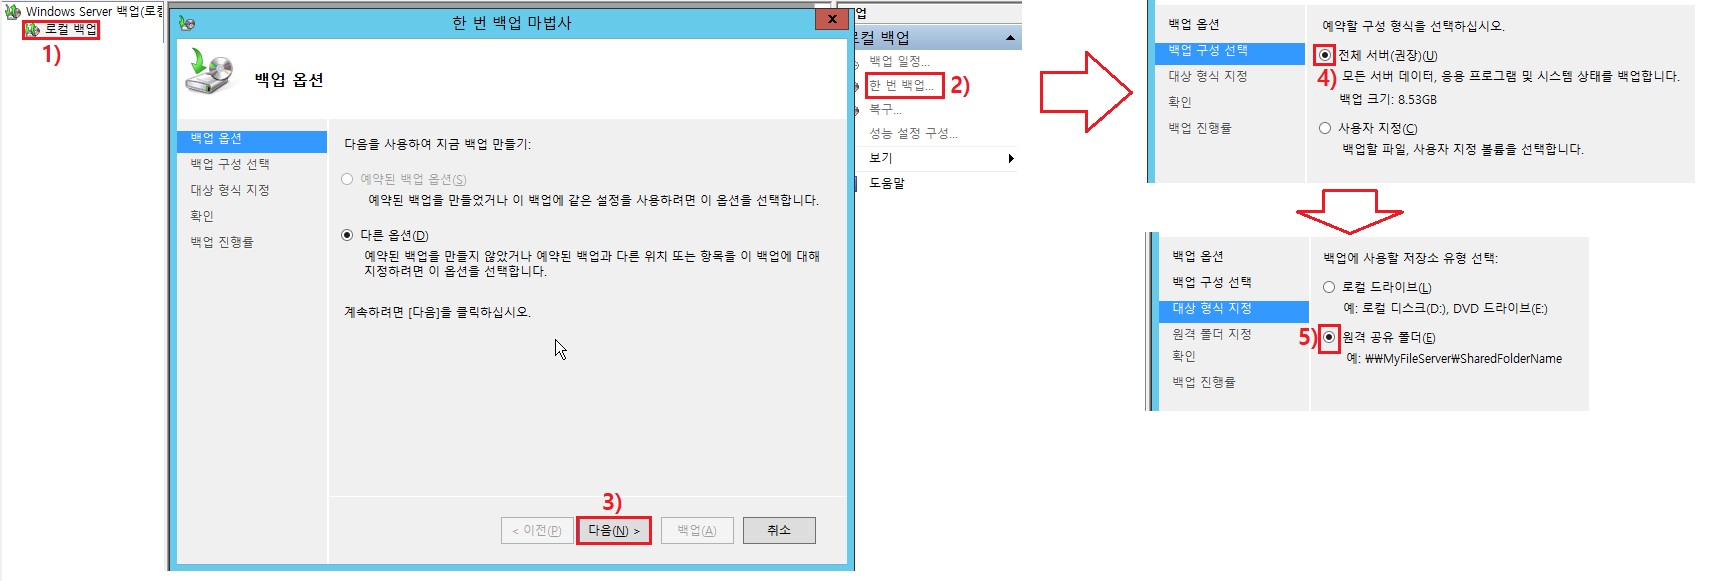 Windows Server 백업(로컬
로컬 백업
1)
한 번 백업 마법사
x
백업 옵션
백업 옵션
백업 구성 선택
대상 형식 지정
확인
백업 진행률
다음을 사용하여 지금 백업 만들기:
예약된 백업 옵션(S)
예약된 백업을 만들었거나 이 백업에 같은 설정을 사용하려면 이 옵션을 선택합니다.
다른 옵션(D)
예약된 백업을 만들지 않았거나 예약된 백업과 다른 위치 또는 항목을 이 백업에 대해
지정하려면 이 옵션을 선택합니다.
계속하려면 [다음]을 클릭하십시오.
3)
< 이전(P)
다음(N) >
백업(A)
취소
업
로컬 백업
백업 일정...
한 번 백업...
2)
복구...
성능 설정 구성...
보기
도움말
백업 옵션
백업 구성 선택
대상 형식 지정
확인
백업 진행률
예약할 구성 형식을 선택하십시오.
전체 서버(권장)(U)
4)
모든 서버 데이터, 응용 프로그램 및 시스템 상태를 백업합니다.
백업 크기: 8.53GB
사용자 지정(C)
백업할 파일, 사용자 지정 볼륨을 선택합니다.
백업 옵션
백업 구성 선택
대상 형식 지정
원격 폴더 지정
확인
백업 진행률
백업에 사용할 저장소 유형 선택:
로컬 드라이브(L)
예: 로컬 디스크(D:), DVD 드라이브(E:)
5)
원격 공유 폴더(E)
예: ₩₩MyFileServer₩SharedFolderName